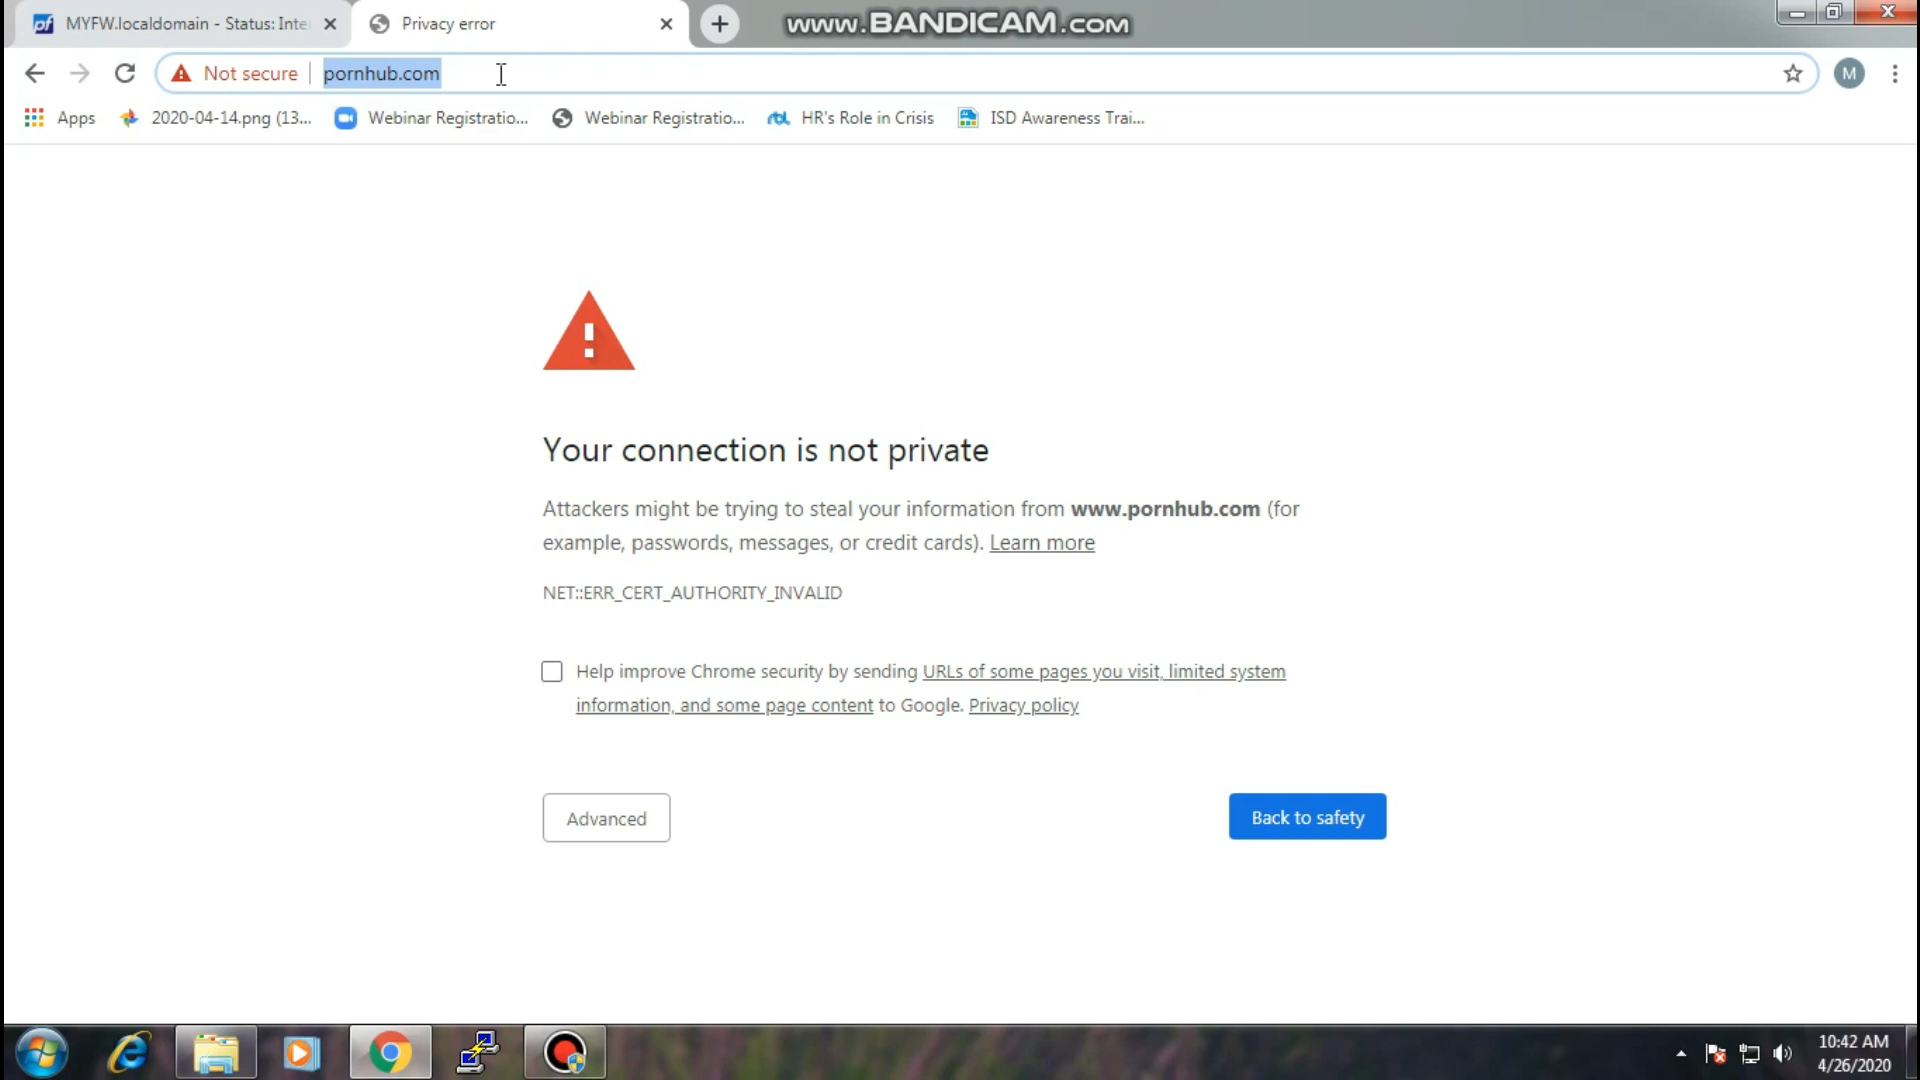 pf MYFW.localdomain - Status: Inte
Privacy error
www.BANDICAM.com
Not secure
pornhub.com
M
Apps
2020-04-14.png (13...
Webinar Registratio...
Webinar Registratio...
rbl HR's Role in Crisis
ISD Awareness Trai...
Your connection is not private
Attackers might be trying to steal your information from www.pornhub.com (for
example, passwords, messages, or credit cards). Learn more
NET::ERR_CERT_AUTHORITY_INVALID
Help improve Chrome security by sending URLs of some pages you visit, limited system
information, and some page content to Google. Privacy policy
Advanced
Back to safety
10:42 AM
4/26/2020